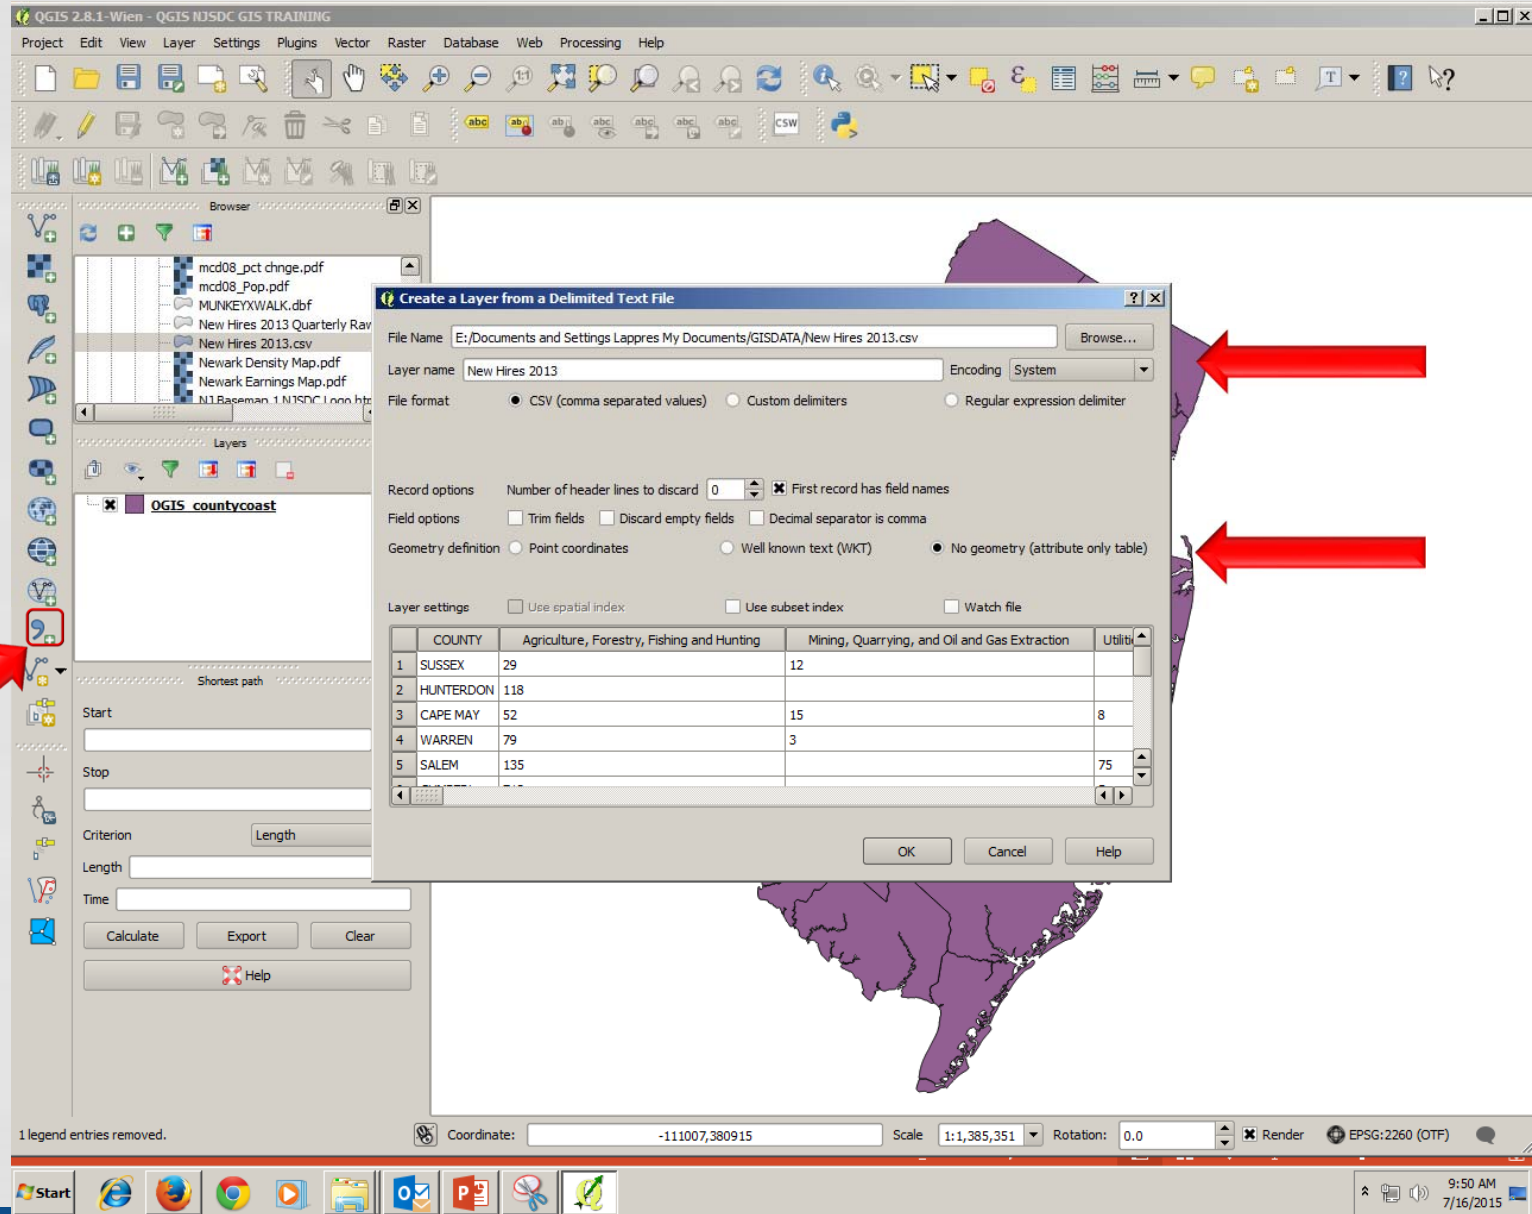 QGIS 2.8.1-Wien - QGIS NJSDC GIS TRAINING
Project Edit View Layer Settings Plugins Vector Raster Database Web Processing Help
Browser
mcd08_pct chnge.pdf
mcd08_Pop.pdf
MUNKEYXWALK.dbf
New Hires 2013 Quarterly Raw
New Hires 2013.csv
Newark Density Map.pdf
Newark Earnings Map.pdf
Layers
QGIS countycoast
Shortest path
Start
Stop
Criterion Length
Length
Time
Calculate Export Clear
Help
Create a Layer from a Delimited Text File
File Name E:/Documents and Settings Lappres My Documents/GISDATA/New Hires 2013.csv Browse...
Layer name New Hires 2013 Encoding System
File format CSV (comma separated values) Custom delimiters Regular expression delimiter
Record options Number of header lines to discard 0 First record has field names
Field options Trim fields Discard empty fields Decimal separator is comma
Geometry definition Point coordinates Well known text (WKT) No geometry (attribute only table)
Layer settings Use spatial index Use subset index Watch file
COUNTY Agriculture, Forestry, Fishing and Hunting Mining, Quarrying, and Oil and Gas Extraction Utiliti
1 SUSSEX 29 12
2 HUNTERDON 118
3 CAPE MAY 52 15 8
4 WARREN 79 3
5 SALEM 135 75
OK Cancel Help
1 legend entries removed. Coordinate: -111007,380915 Scale 1:1,385,351 Rotation: 0.0 Render EPSG:2260 (OTF)
Start
9:50 AM
7/16/2015